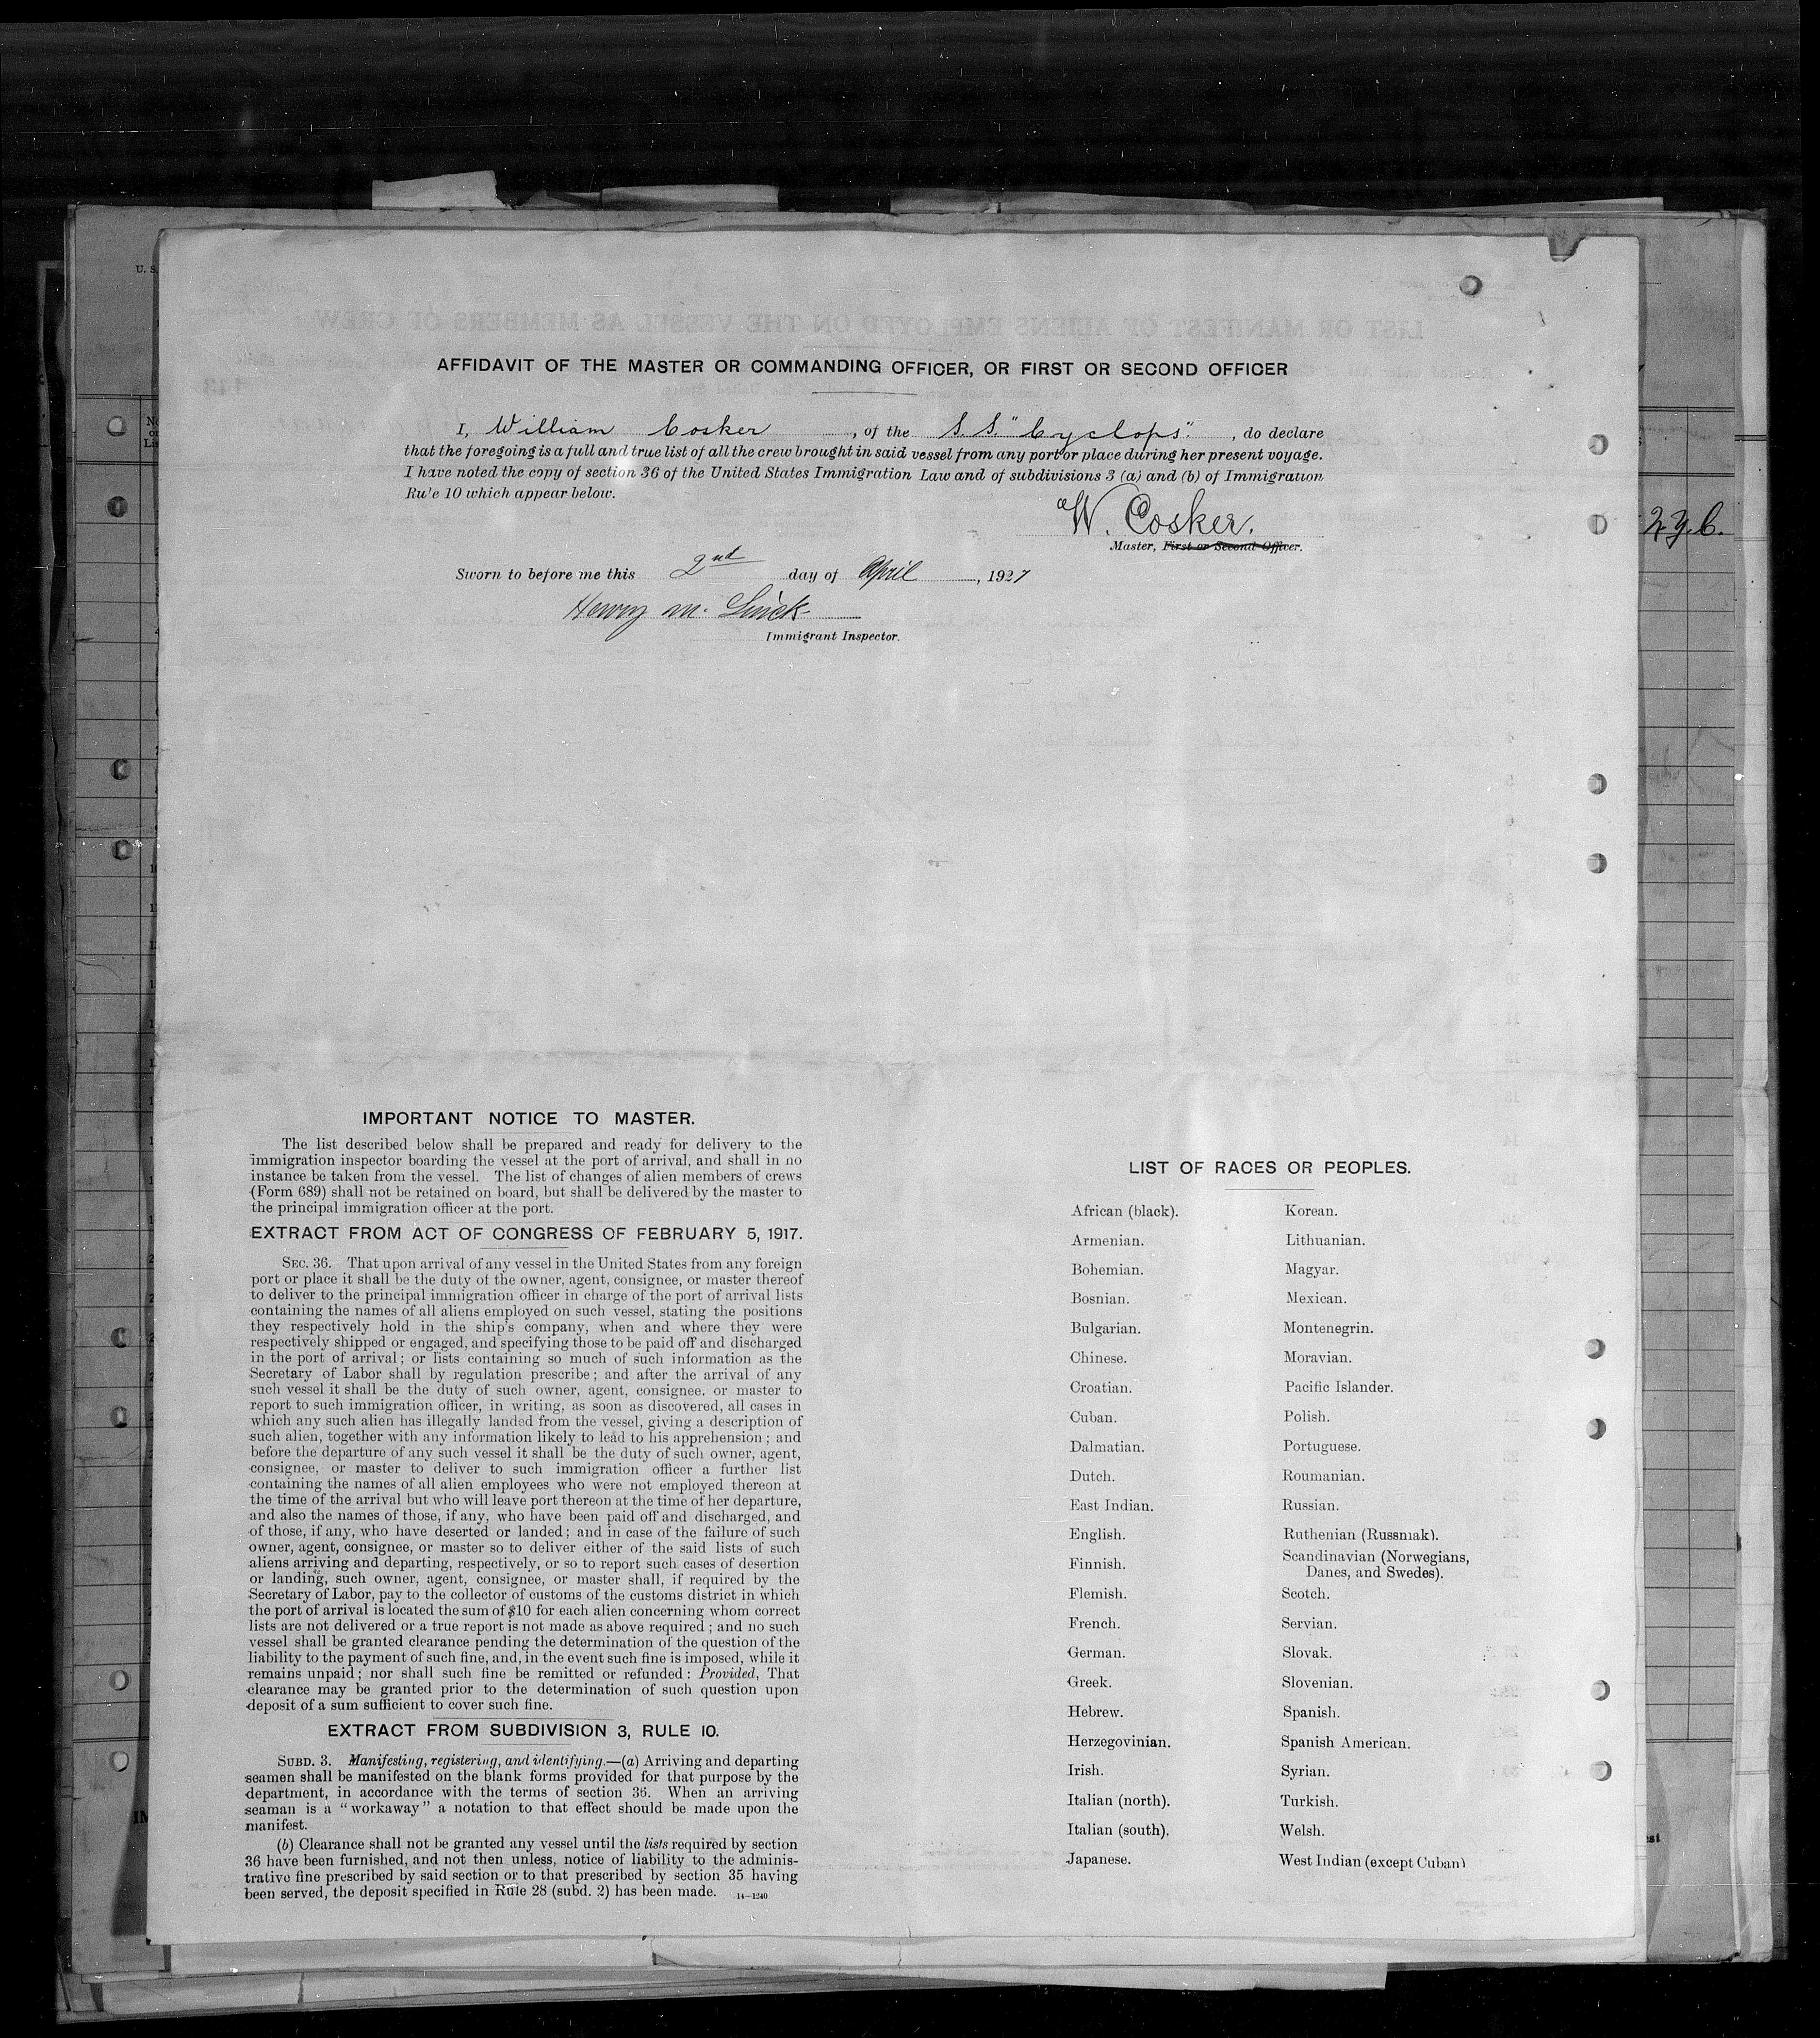 AFFIDAVIT OF THE MASTER OR COMMANDING OFFICER, OR FIRST OR SECOND OFFICER
I, William Cosker, of the S.S. "Cyclops"., do declare
that the foregoing is a full and true list of all the crew brought in said vessel from any port or place during her present voyage.
I have noted the copy of section 36 of the United States Immigration Law and of subdivisions 3 (a) and (b) of Immigration
Rule 10 which appear below.
W. Cosker.
Master, First or Second Officer.
Sworn to before me this 2nd day of April, 1927
Henry M.
Immigrant Inspector.
IMPORTANT NOTICE TO MASTER.
The list described below shall be prepared and ready for delivery to the
immigration inspector boarding the vessel at the port of arrival, and shall in no
instance be taken from the vessel. The list of changes of alien members of crews
(Form 689) shall not be retained on board, but shall be delivered by the master to
the principal immigration officer at the port.
EXTRACT FROM ACT OF CONGRESS OF FEBRUARY 5, 1917.
SEC. 36. That upon arrival of any vessel in the United States from any foreign
port or place it shall be the duty of the owner, agent, consignee, or master thereof
to deliver to the principal immigration officer in charge of the port of arrival lists
containing the names of all aliens employed on such vessel, stating the positions
they respectively hold in the ship's company, when and where they were
respectively shipped or engaged, and specifying those to be paid off and discharged
in the port of arrival; or lists containing so much of such information as the
Secretary of Labor shall by regulation prescribe; and after the arrival of any
such vessel it shall be the duty of such owner, agent, consignee, or master to
report to such immigration officer, in writing, as soon as discovered, all cases in
which any such alien has illegally landed from the vessel, giving a description of
such alien, together with any information likely to lead to his apprehension; and
before the departure of any such vessel it shall be the duty of such owner, agent,
consignee, or master to deliver to such immigration officer a further list
containing the names of all alien employees who were not employed thereon at
the time of the arrival but who will leave port thereon at the time of her departure,
and also the names of those, if any, who have been paid off and discharged, and
of those, if any, who have deserted or landed; and in case of the failure of such
owner, agent, consignee, or master so to deliver either of the said lists of such
aliens arriving and departing, respectively, or so to report such cases of desertion
or landing, such owner, agent, consignee, or master shall, if required by the
Secretary of Labor, pay to the collector of customs of the customs district in which
the port of arrival is located the sum of $10 for each alien concerning whom correct
lists are not delivered or a true report is not made as above required; and no such
vessel shall be granted clearance pending the determination of the question of the
liability to the payment of such fine, and, in the event such fine is imposed, while it
remains unpaid; nor shall such fine be remitted or refunded: Provided, That
clearance may be granted prior to the determination of such question upon
deposit of a sum sufficient to cover such fine.
EXTRACT FROM SUBDIVISION 3, RULE 10.
SUBD. 3. Manifesting, registering, and identifying.—(a) Arriving and departing
seamen shall be manifested on the blank forms provided for that purpose by the
department, in accordance with the terms of section 36. When an arriving
seaman is a "workaway" a notation to that effect should be made upon the
manifest.
(b) Clearance shall not be granted any vessel until the lists required by section
36 have been furnished, and not then unless, notice of liability to the adminis-
trative fine prescribed by said section or to that prescribed by section 35 having
been served, the deposit specified in Rule 28 (subd. 2) has been made. 14—1240
LIST OF RACES OR PEOPLES.
African (black).
Armenian.
Bohemian.
Bosnian.
Bulgarian.
Chinese.
Croatian.
Cuban.
Dalmatian.
Dutch.
East Indian.
English.
Finnish.
Flemish.
French.
German.
Greek.
Hebrew.
Herzegovinian.
Irish.
Italian (north).
Italian (south).
Japanese.
Korean.
Lithuanian.
Magyar.
Mexican.
Montenegrin.
Moravian.
Pacific Islander.
Polish.
Portuguese.
Roumanian.
Russian.
Ruthenian (Russniak).
Scandinavian (Norwegians,
Danes, and Swedes).
Scotch.
Servian.
Slovak.
Slovenian.
Spanish.
Spanish American.
Syrian.
Turkish.
Welsh.
West Indian (except Cuban)